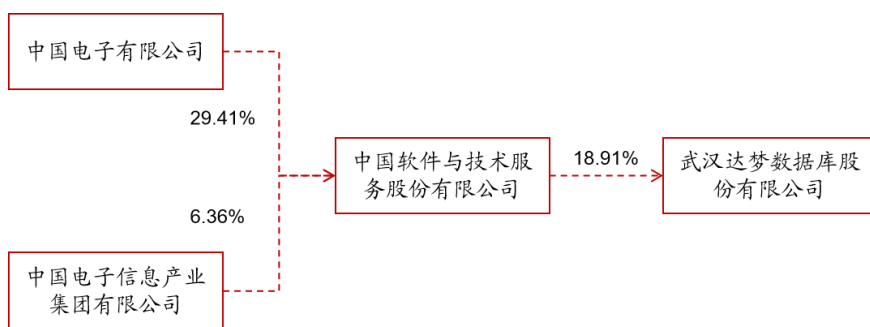 中国电子有限公司
29.41%
中国软件与技术服
务股份有限公司
18.91%
武汉达梦数据库股
份有限公司
6.36%
中国电子信息产业
集团有限公司